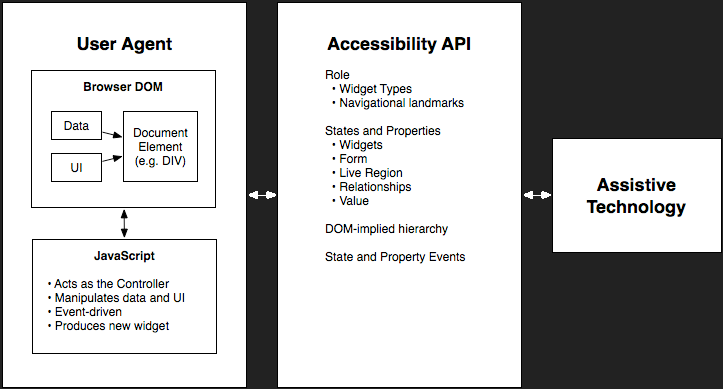 User Agent
Browser DOM
Data
UI
Document
Element
(e.g. DIV)
JavaScript
• Acts as the Controller
• Manipulates data and UI
• Event-driven
• Produces new widget
Accessibility API
Role
• Widget Types
• Navigational landmarks
States and Properties
• Widgets
• Form
• Live Region
• Relationships
• Value
DOM-implied hierarchy
State and Property Events
Assistive
Technology